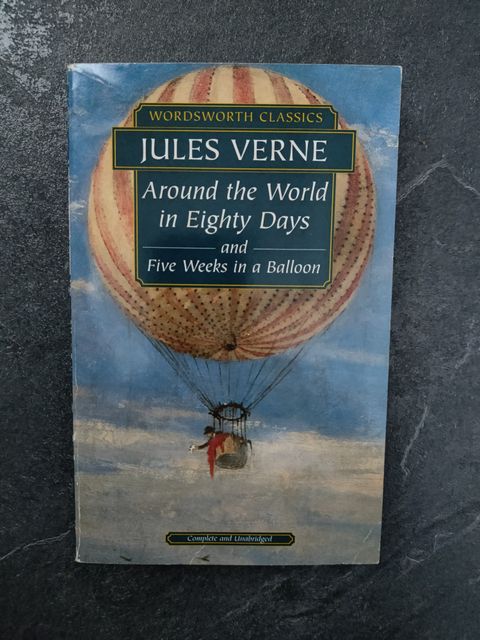 WORDSWORTH CLASSICS
JULES VERNE
Around the World
in Eighty Days
and
Five Weeks in a Balloon
Complete and Unabridged